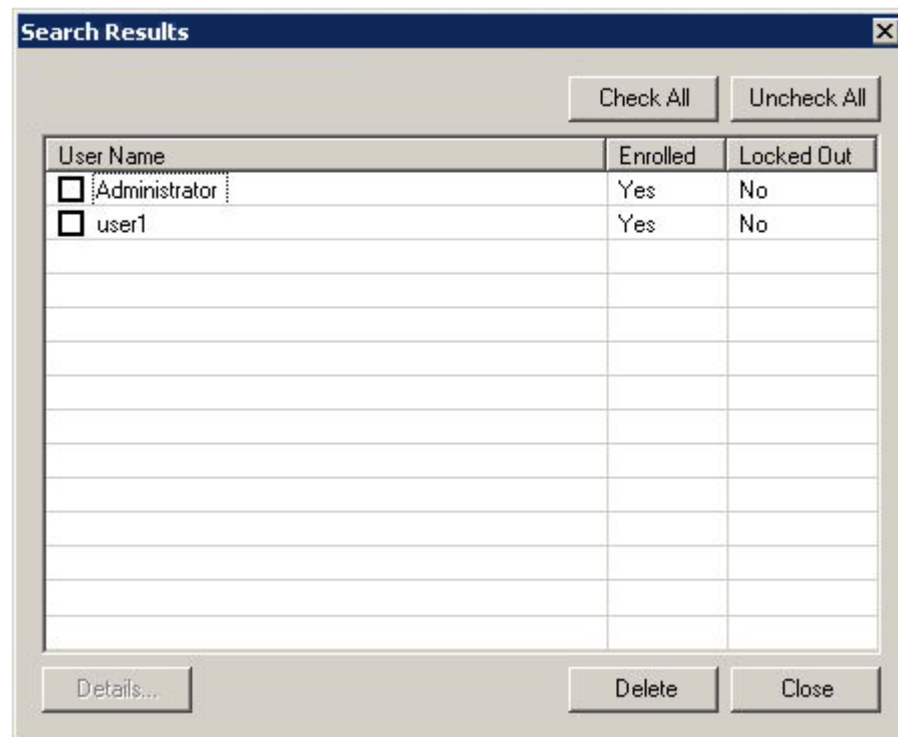 Search Results
Check All Uncheck All
User Name Enrolled Locked Out
Administrator Yes No
user1 Yes No
Details... Delete Close